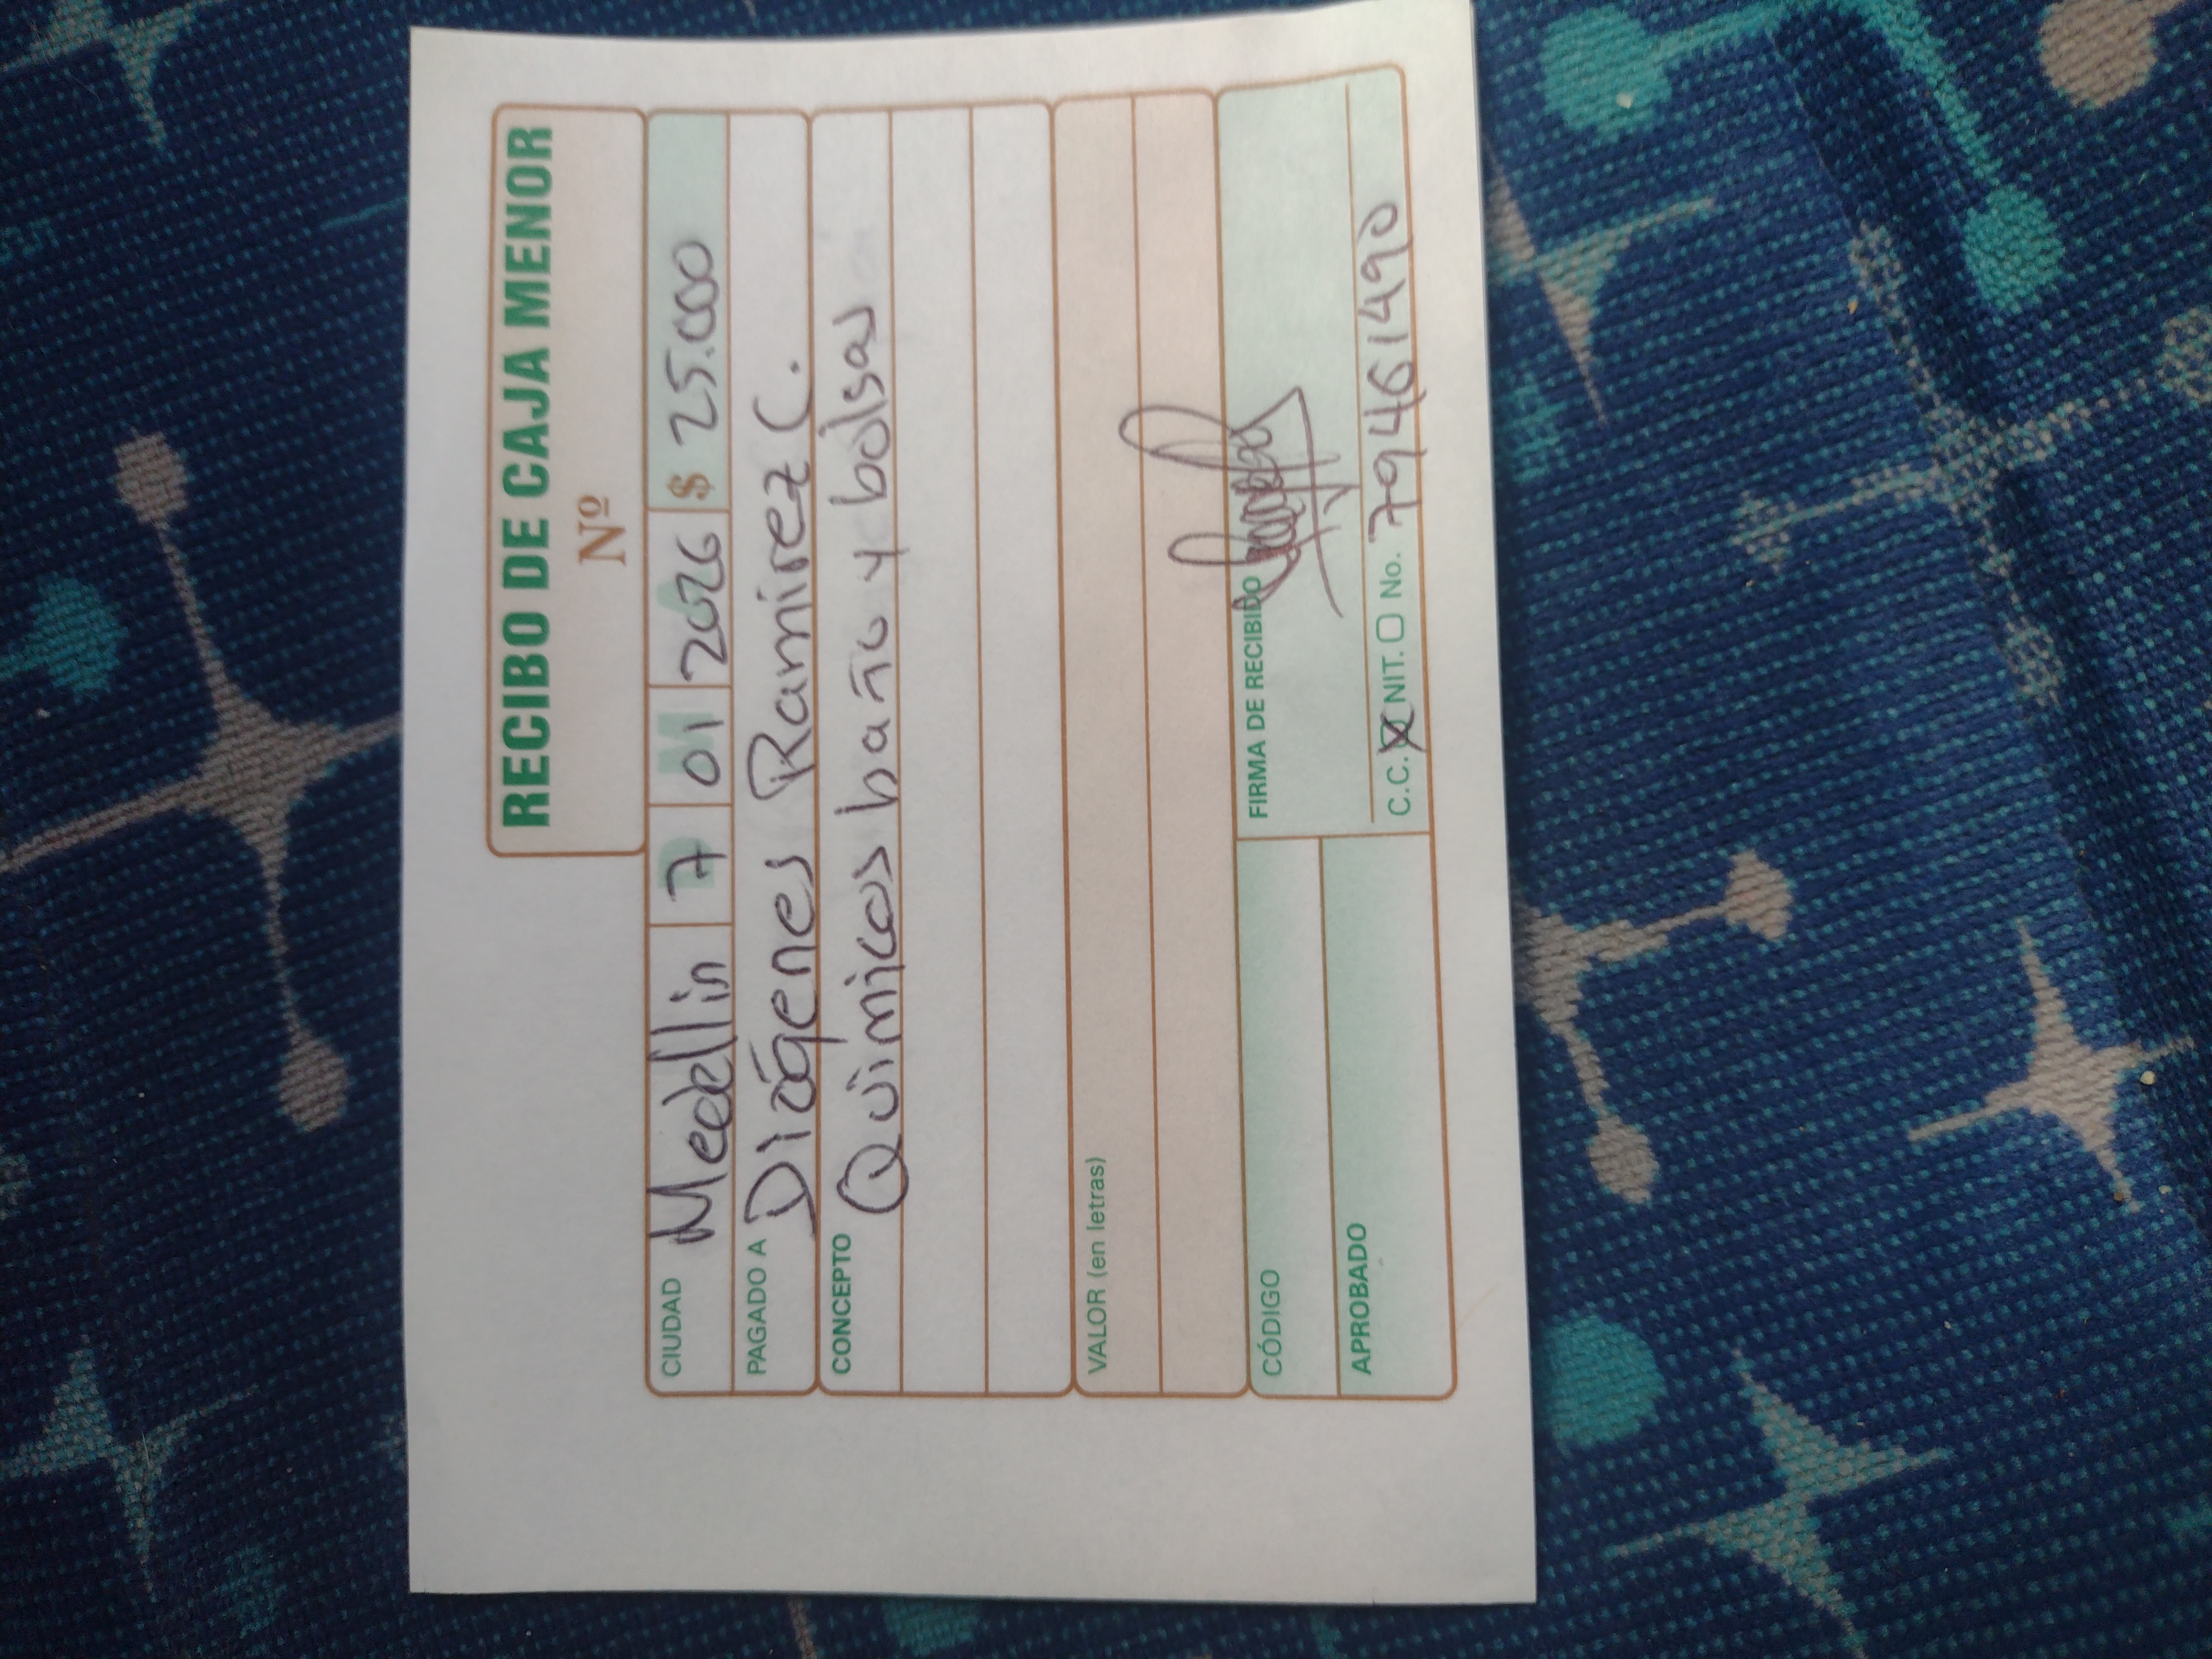 RECIBO DE CAJA MENOR
Nº
CIUDAD Medellin 7 01 2026 $ 25.000
PAGADO A Diógenes Ramirez C.
CONCEPTO Quimicos baño y bolsas
VALOR (en letras)
CÓDIGO FIRMA DE RECIBIDO
APROBADO C.C. NIT. No. 79461490